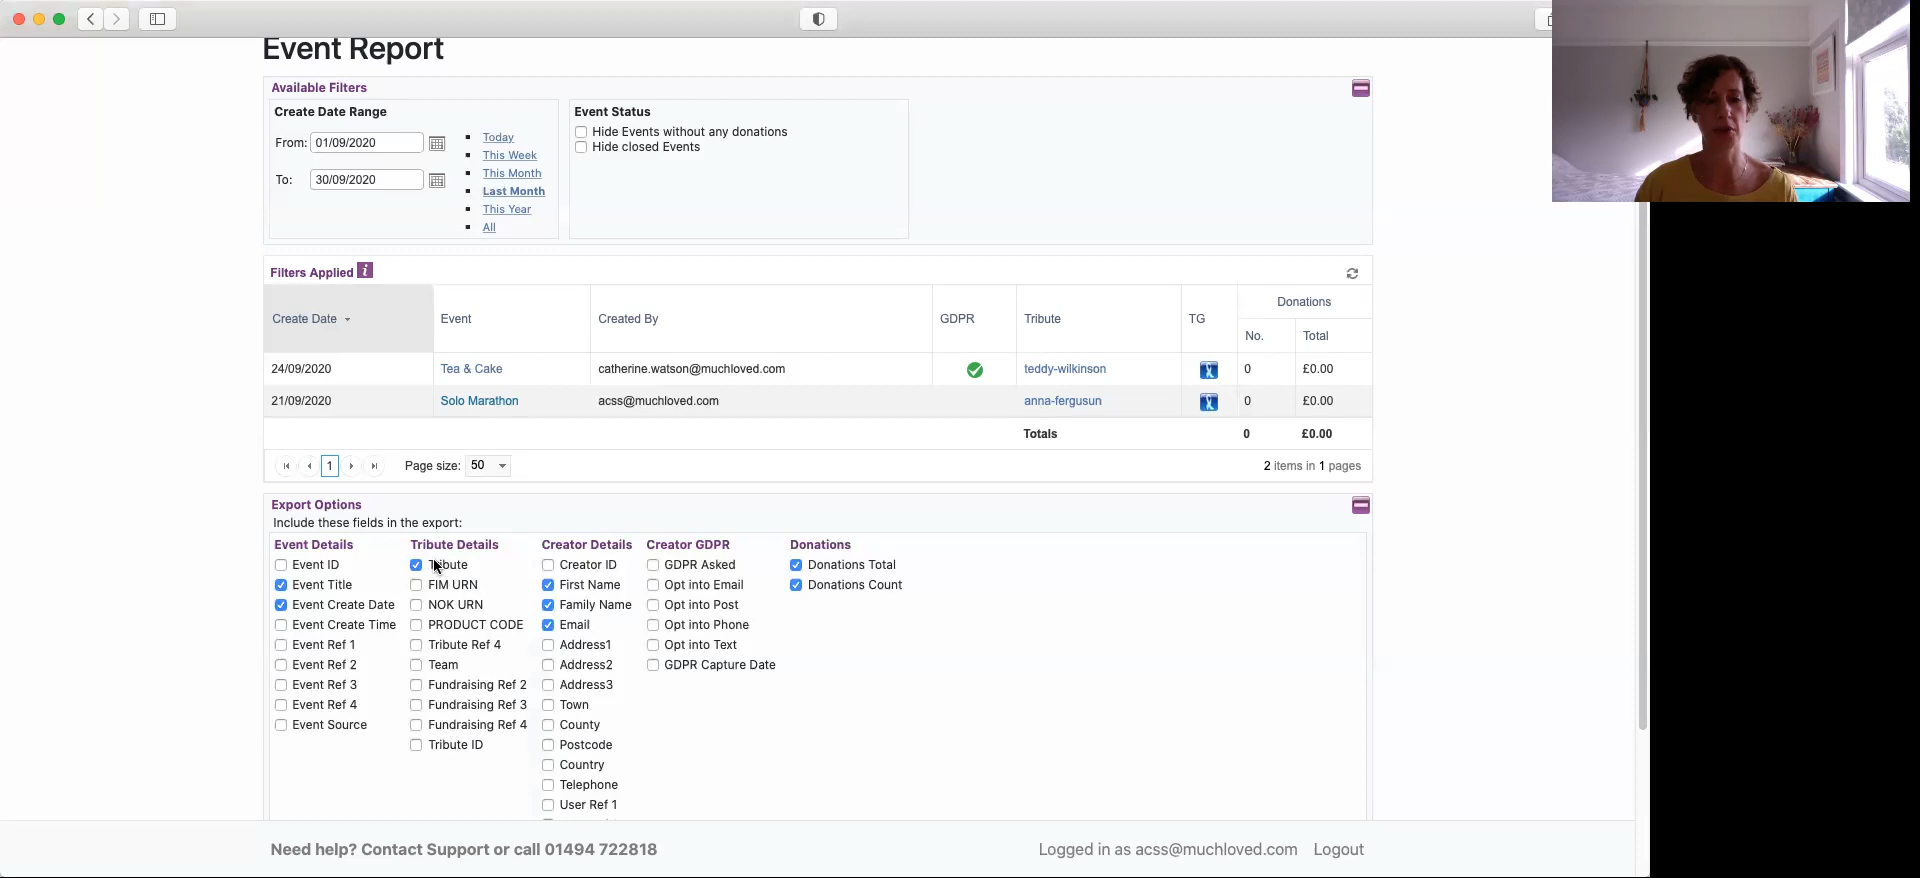 Event Report
Available Filters
Create Date Range
From: 01/09/2020
To: 30/09/2020
Today
This Week
This Month
Last Month
This Year
All
Event Status
Hide Events without any donations
Hide closed Events
Filters Applied i
Create Date Event Created By GDPR Tribute TG Donations
No. Total
24/09/2020 Tea & Cake catherine.watson@muchloved.com teddy-wilkinson 0 £0.00
21/09/2020 Solo Marathon acss@muchloved.com anna-fergusun 0 £0.00
Totals 0 £0.00
1 Page size: 50 2 items in 1 pages
Export Options
Include these fields in the export:
Event Details
Event ID
Event Title
Event Create Date
Event Create Time
Event Ref 1
Event Ref 2
Event Ref 3
Event Ref 4
Event Source
Tribute Details
Tribute
FIM URN
NOK URN
PRODUCT CODE
Tribute Ref 4
Team
Fundraising Ref 2
Fundraising Ref 3
Fundraising Ref 4
Tribute ID
Creator Details
Creator ID
First Name
Family Name
Email
Address1
Address2
Address3
Town
County
Postcode
Country
Telephone
User Ref 1
Creator GDPR
GDPR Asked
Opt into Email
Opt into Post
Opt into Phone
Opt into Text
GDPR Capture Date
Donations
Donations Total
Donations Count
Need help? Contact Support or call 01494 722818
Logged in as acss@muchloved.com Logout